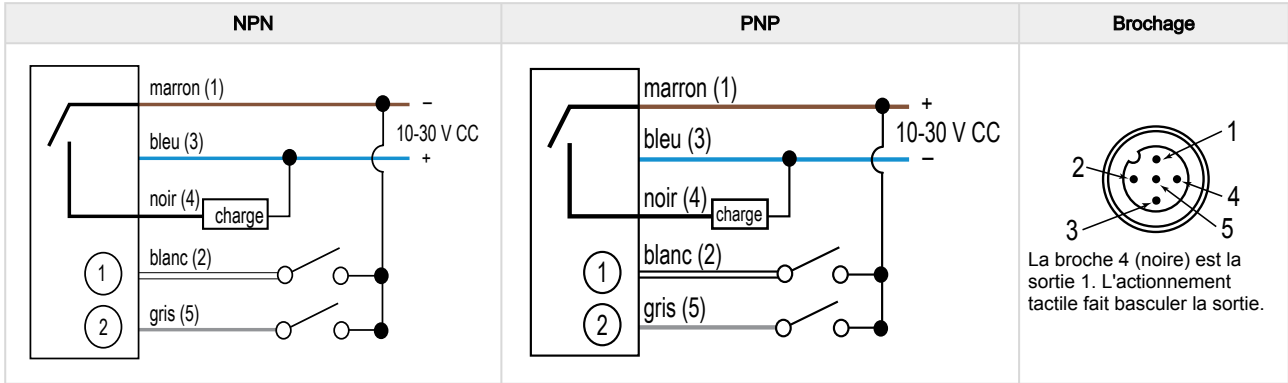 NPN
PNP
Brochage
marron (1)
–
10-30 V CC
bleu (3)
+
noir (4)
charge
blanc (2)
1
gris (5)
2
marron (1)
+
10-30 V CC
bleu (3)
–
noir (4)
charge
blanc (2)
1
gris (5)
2
1
2
4
3
5
La broche 4 (noire) est la
sortie 1. L'actionnement
tactile fait basculer la sortie.